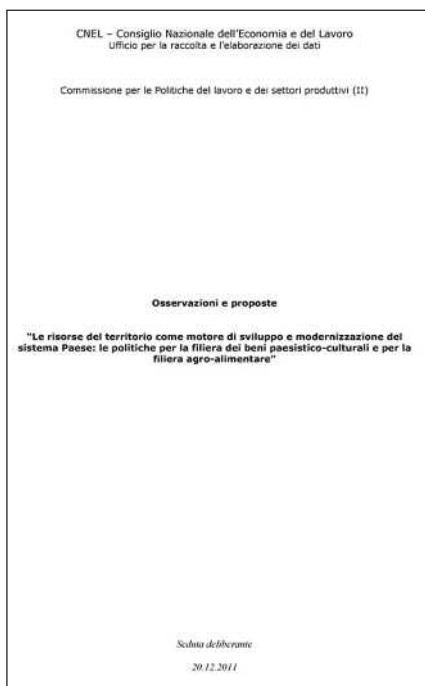 CNEL – Consiglio Nazionale dell'Economia e del Lavoro
Ufficio per la raccolta e l'elaborazione dei dati
Commissione per le Politiche del lavoro e dei settori produttivi (II)
Osservazioni e proposte
"Le risorse del territorio come motore di sviluppo e modernizzazione del
sistema Paese: le politiche per la filiera dei beni paesistico-culturali e per la
filiera agro-alimentare"
Seduta deliberante
20.12.2011